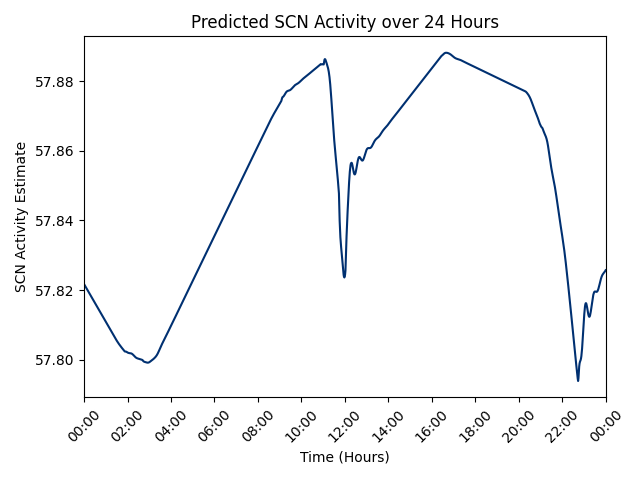 Predicted SCN Activity over 24 Hours
SCN Activity Estimate
57.88
57.86
57.84
57.82
57.80
00:00 02:00 04:00 06:00 08:00 10:00 12:00 14:00 16:00 18:00 20:00 22:00 00:00
Time (Hours)